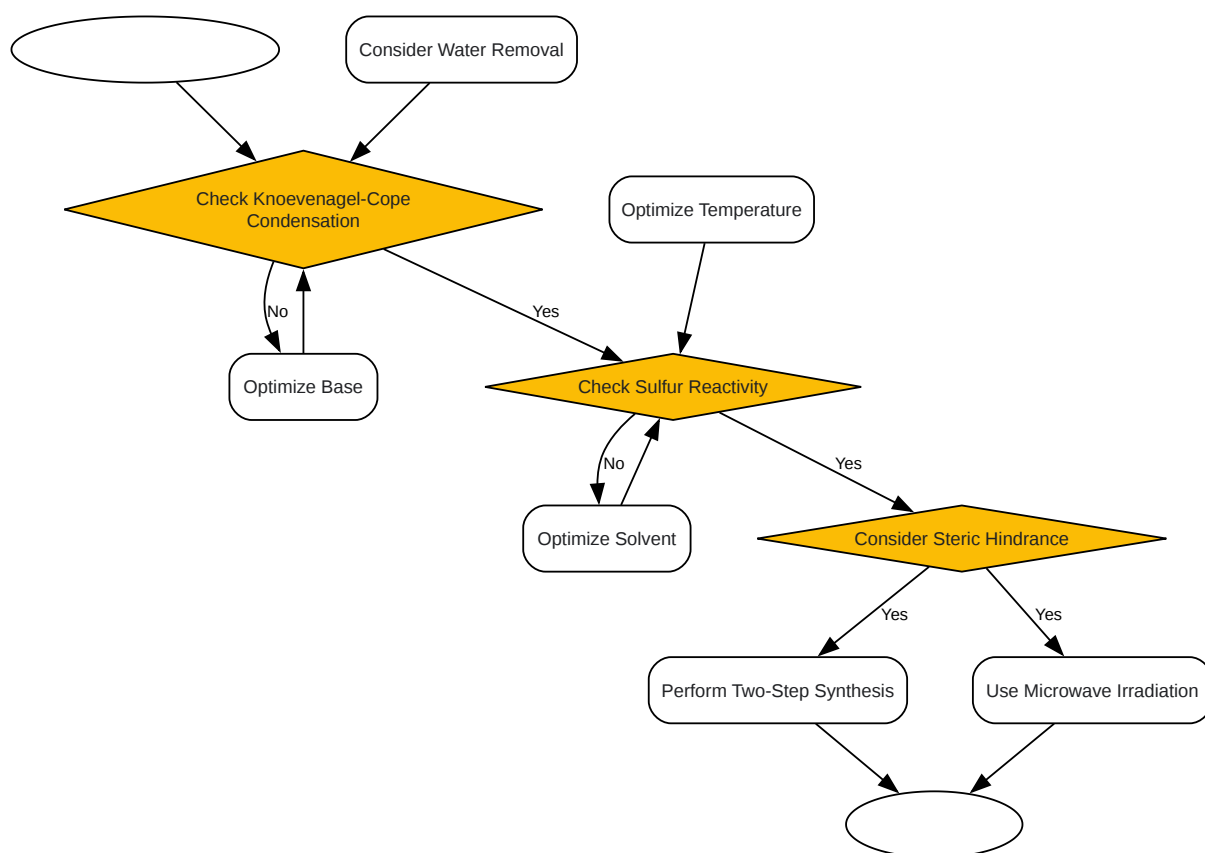 Consider Water Removal
Check Knoevenagel-Cope
Condensation
Optimize Temperature
No
Yes
Optimize Base
Check Sulfur Reactivity
No
Yes
Optimize Solvent
Consider Steric Hindrance
Yes
Yes
Perform Two-Step Synthesis
Use Microwave Irradiation